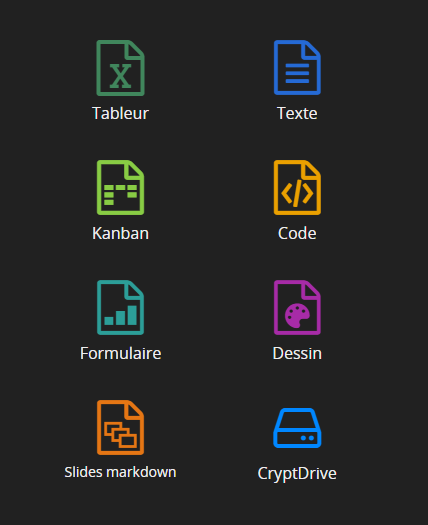 Tableur
Texte
Kanban
Code
Formulaire
Dessin
Slides markdown
CryptDrive